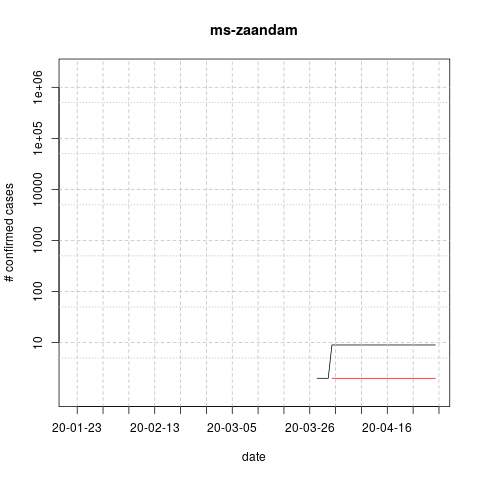 ms-zaandam
# confirmed cases
1e+06
1e+05
10000
1000
100
10
20-01-23
20-02-13
20-03-05
20-03-26
20-04-16
date